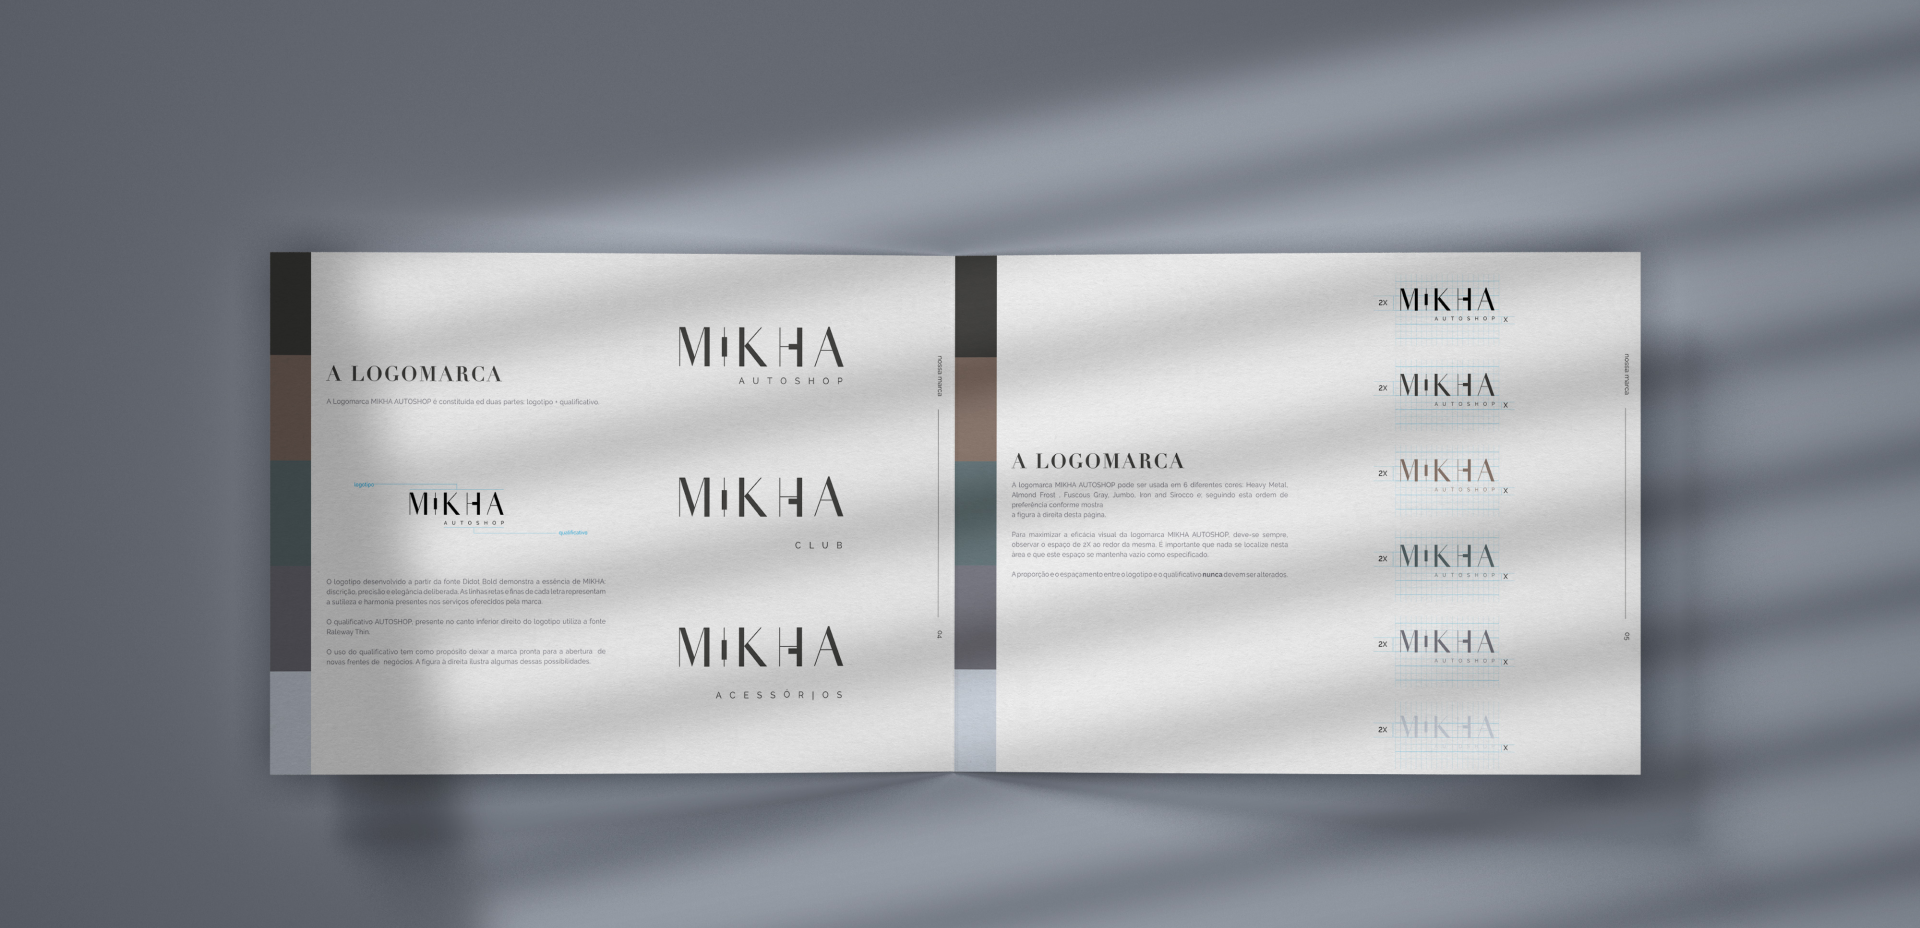 A LOGOMARCA
A Logomarca MIKHA AUTOSHOP é constituída ed duas partes: logotipo + qualificativo.
logotipo
MIKHA
AUTOSHOP
qualificativo
O logotipo desenvolvido a partir da fonte Didot Bold demonstra a essência de MIKHA:
discrição, precisão e elegância deliberada. As linhas retas e finas de cada letra representam
a sutileza e harmonia presentes nos serviços oferecidos pela marca.
O qualificativo AUTOSHOP, presente no canto inferior direito do logotipo utiliza a fonte
Raleway Thin.
O uso do qualificativo tem como propósito deixar a marca pronta para a abertura de
novas frentes de negócios. A figura à direita ilustra algumas dessas possibilidades.
MIKHA
AUTOSHOP
MIKHA
CLUB
MIKHA
ACESSÓR|OS
nossa marca
04
A LOGOMARCA
A logomarca MIKHA AUTOSHOP pode ser usada em 6 diferentes cores: Heavy Metal,
Almond Frost , Fuscous Gray, Jumbo, Iron and Sirocco e, seguindo esta ordem de
preferência conforme mostra
a figura à direita desta página.
Para maximizar a eficácia visual da logomarca MIKHA AUTOSHOP, deve-se sempre,
observar o espaço de 2X ao redor da mesma. É importante que nada se localize nesta
área e que este espaço se mantenha vazio como especificado.
A proporção e o espaçamento entre o logotipo e o qualificativo nunca devem ser alterados.
2X
MIKHA
AUTOSHOP X
2X
MIKHA
AUTOSHOP X
2X
MIKHA
AUTOSHOP X
2X
MIKHA
AUTOSHOP X
2X
MIKHA
AUTOSHOP X
2X
MIKHA
X
nossa marca
05